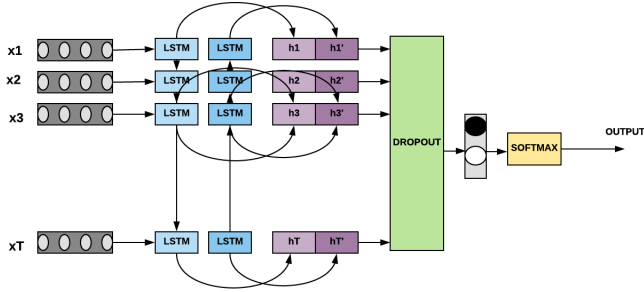 x1 LSTM LSTM h1 h1'
x2 LSTM LSTM h2 h2'
x3 LSTM LSTM h3 h3'
DROPOUT
SOFTMAX
OUTPUT
xT LSTM LSTM hT hT'